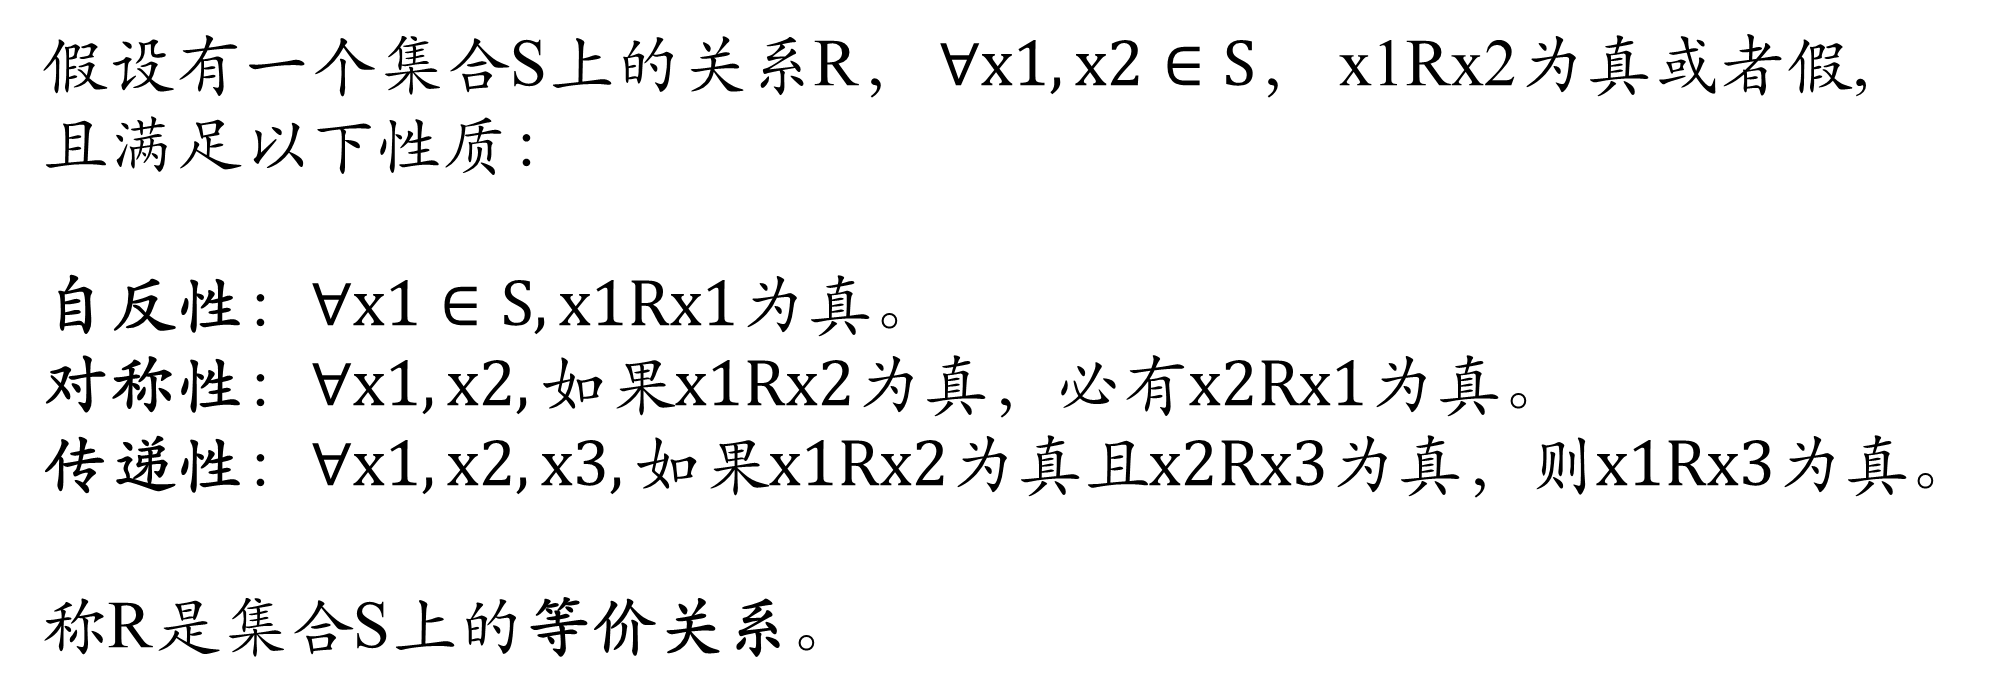 假设有一个集合S上的关系R，∀x1, x2 ∈ S，x1Rx2为真或者假,
且满足以下性质：
自反性：∀x1 ∈ S, x1Rx1为真。
对称性：∀x1, x2, 如果x1Rx2为真，必有x2Rx1为真。
传递性：∀x1, x2, x3, 如果x1Rx2为真且x2Rx3为真，则x1Rx3为真。
称R是集合S上的等价关系。